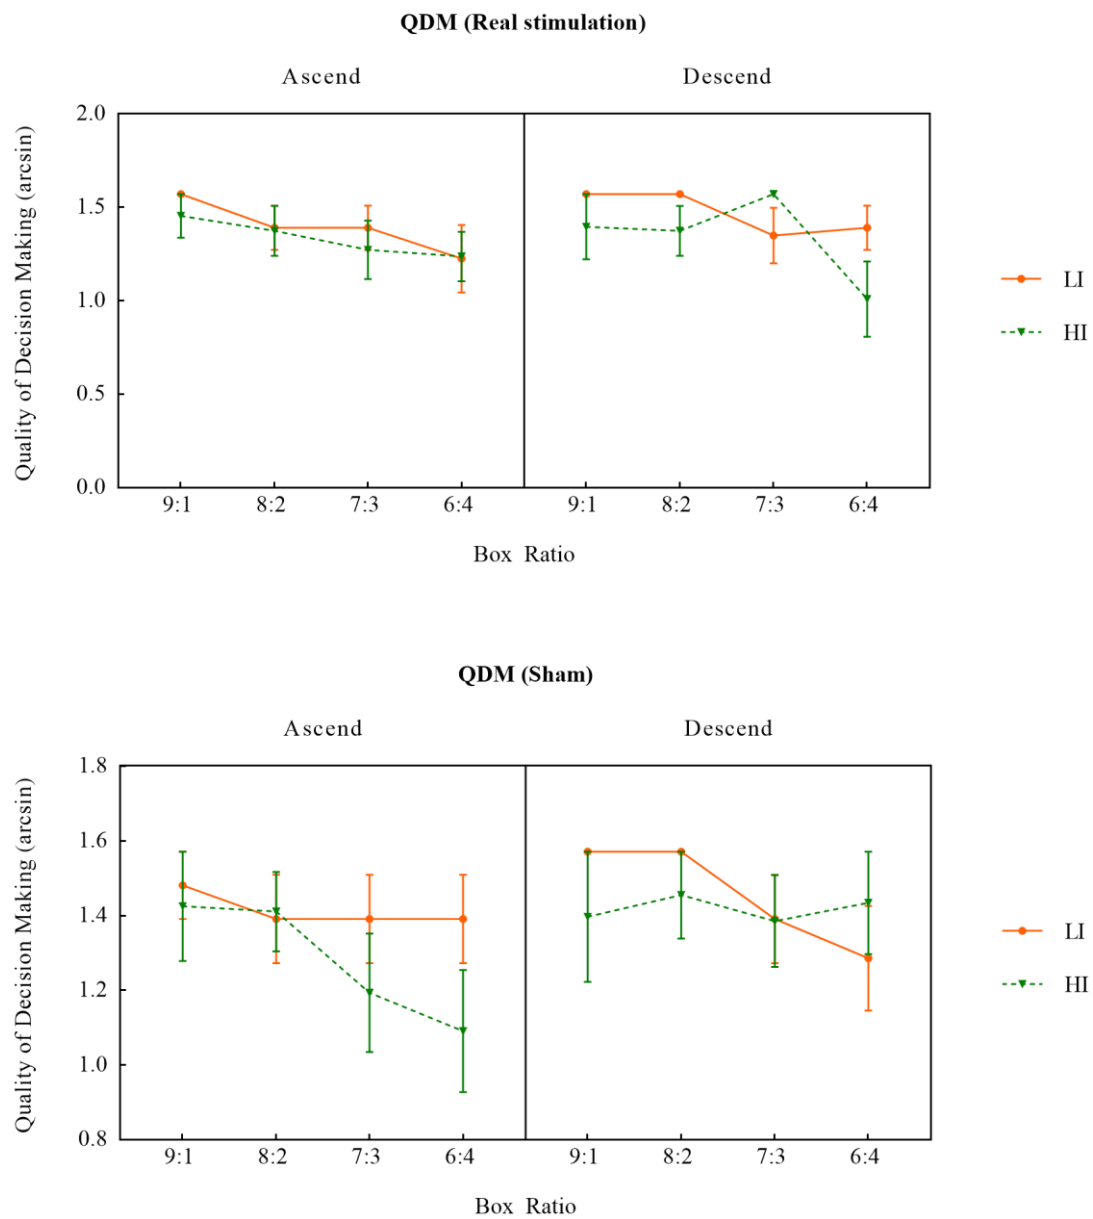 QDM (Real stimulation)
Ascend
Descend
Quality of Decision Making (arcsin)
2.0
1.5
1.0
0.5
0.0
9:1 8:2 7:3 6:4
9:1 8:2 7:3 6:4
Box Ratio
LI
HI
QDM (Sham)
Ascend
Descend
Quality of Decision Making (arcsin)
1.8
1.6
1.4
1.2
1.0
0.8
9:1 8:2 7:3 6:4
9:1 8:2 7:3 6:4
Box Ratio
LI
HI